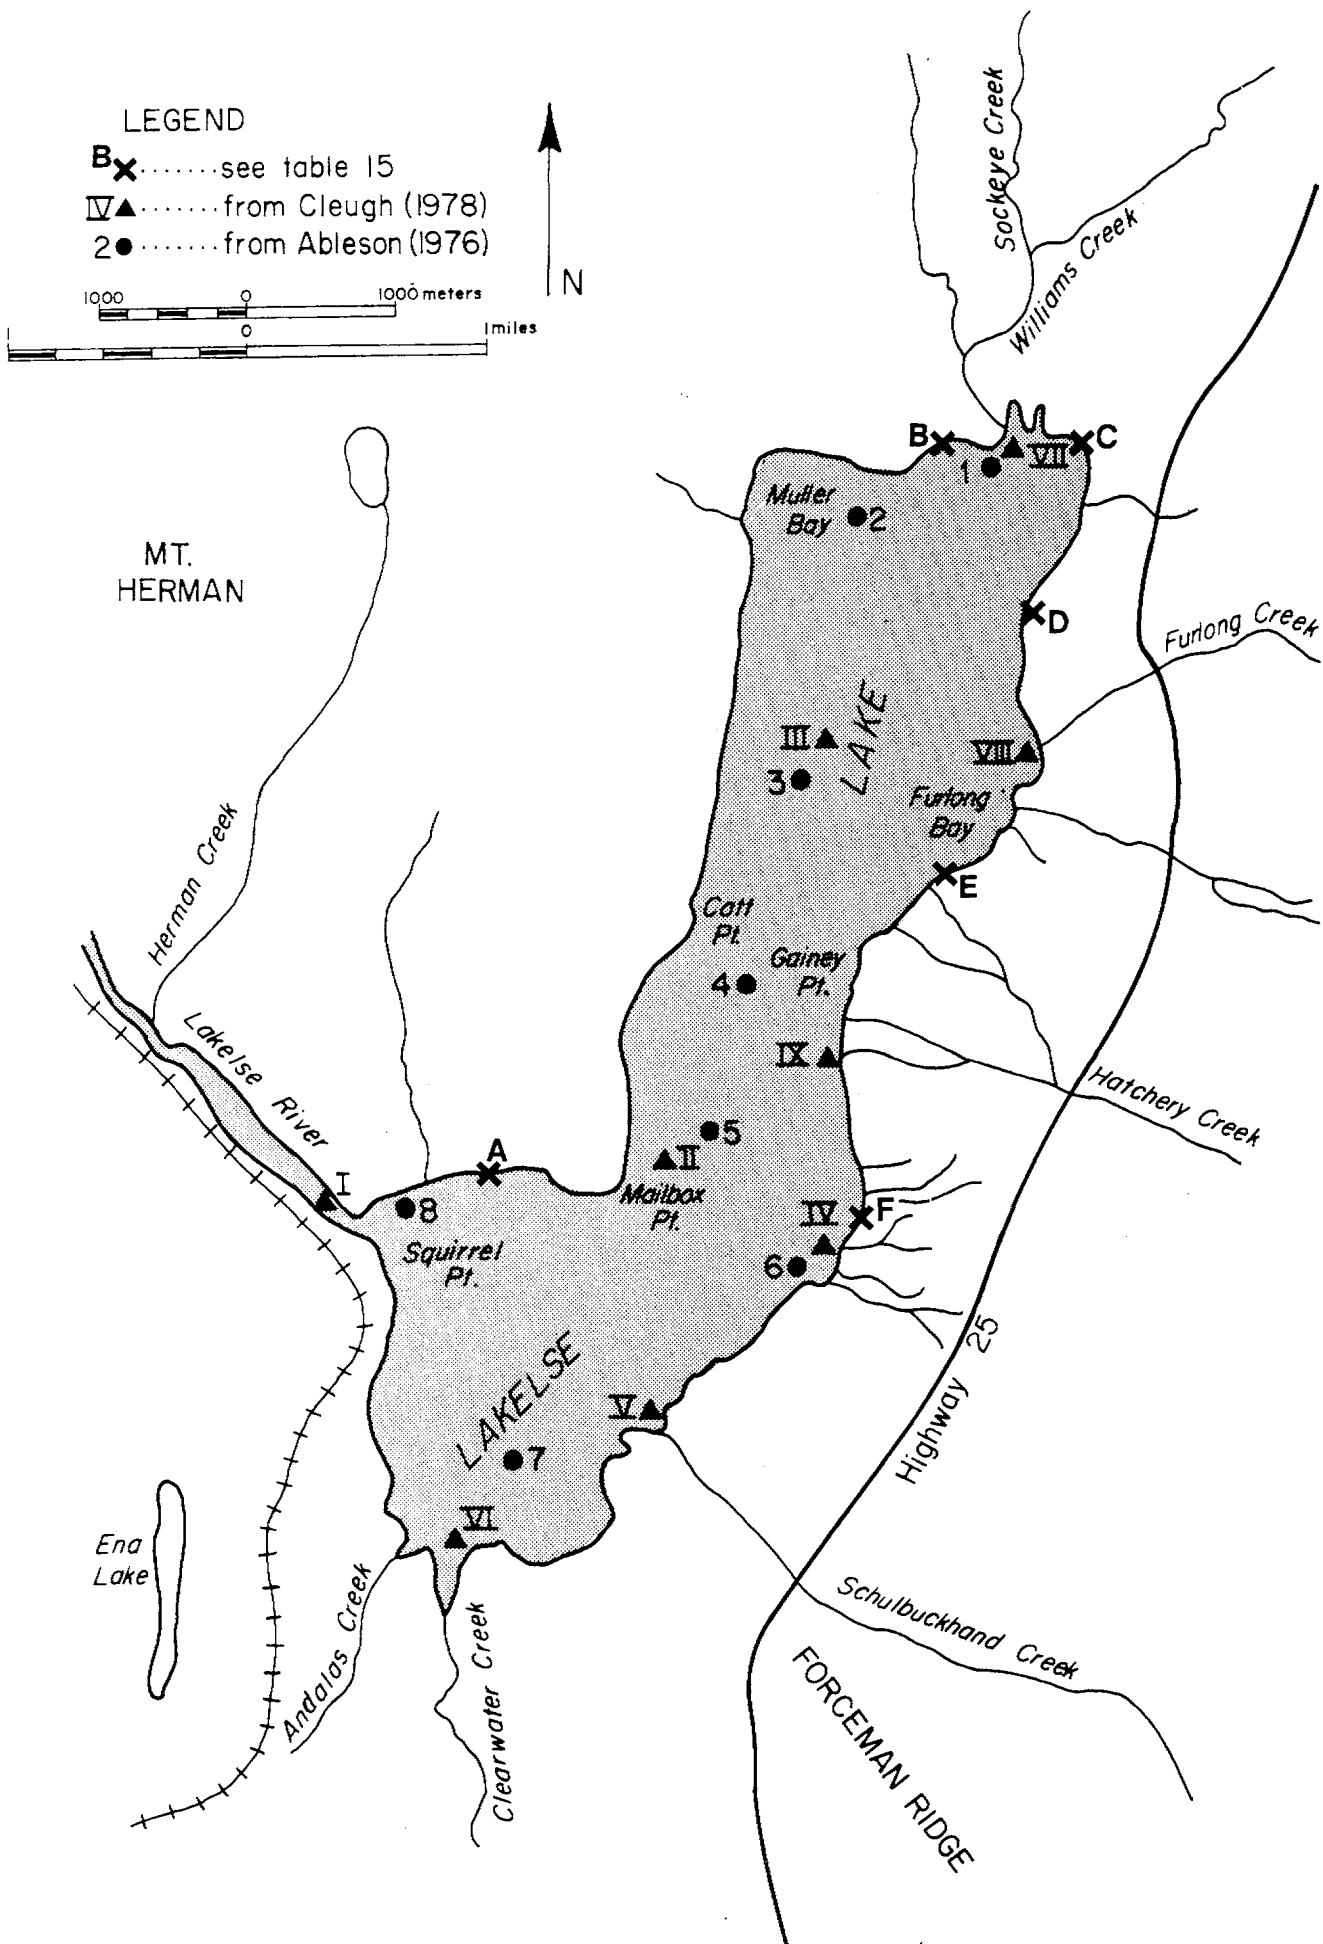 LEGEND
B ....... see table 15
IV ....... from Cleugh (1978)
2 ....... from Ableson (1976)
1000 0 1000 meters
1 0 1 miles
N
Sockeye Creek
Williams Creek
B
C
VII
1
Muller
Bay
2
MT.
HERMAN
D
Furlong Creek
III
LAKE
VIII
3
Furlong
Bay
Herman Creek
E
Catt
Pt.
Gainey
Pt.
4
Lakelse River
IX
Hatchery Creek
5
A
II
I
Mailbox
Pt.
8
IV
F
Squirrel
Pt.
6
LAKELSE
Highway 25
V
7
VI
Ena
Lake
Andalas Creek
Clearwater Creek
Schulbuckhand Creek
FORCEMAN RIDGE